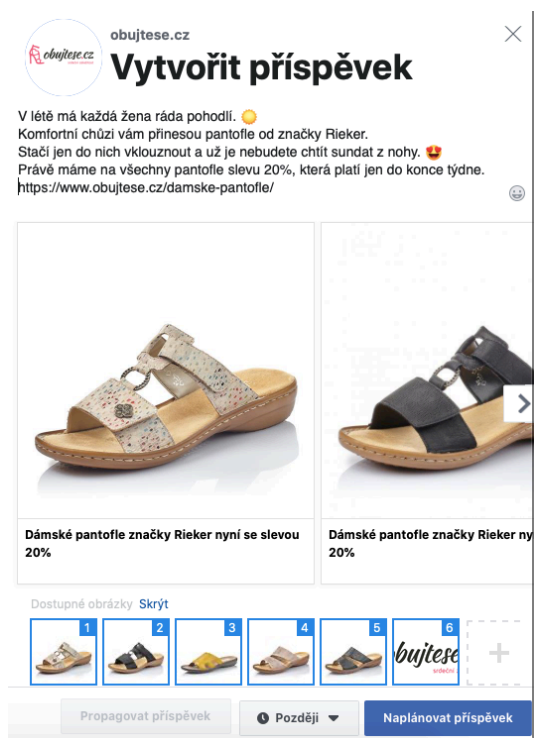 obujtese.cz
obujtese.cz
Vytvořit příspěvek
V létě má každá žena ráda pohodlí. ☀️
Komfortní chůzi vám přinesou pantofle od značky Rieker.
Stačí jen do nich vklouznout a už je nebudete chtít sundat z nohy. 😍
Právě máme na všechny pantofle slevu 20%, která platí jen do konce týdne.
https://www.obujtese.cz/damske-pantofle/
Dámské pantofle značky Rieker nyní se slevou
20%
Dámské pantofle značky Rieker ny
20%
Dostupné obrázky Skrýt
1 2 3 4 5 6
bujtese
srdeční
Propagovat příspěvek
Později
Naplánovat příspěvek